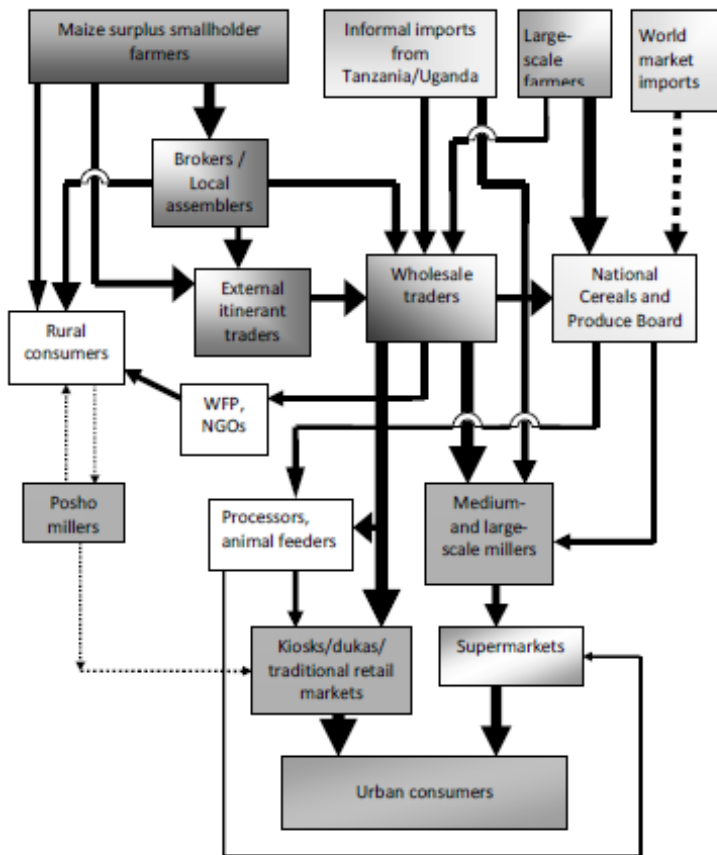 Maize surplus smallholder
farmers
Informal imports
from
Tanzania/Uganda
Large-
scale
farmers
World
market
imports
Brokers /
Local
assemblers
External
itinerant
traders
Wholesale
traders
National
Cereals and
Produce Board
Rural
consumers
WFP,
NGOs
Posho
millers
Processors,
animal feeders
Medium-
and large-
scale millers
Kiosks/dukas/
traditional retail
markets
Supermarkets
Urban consumers